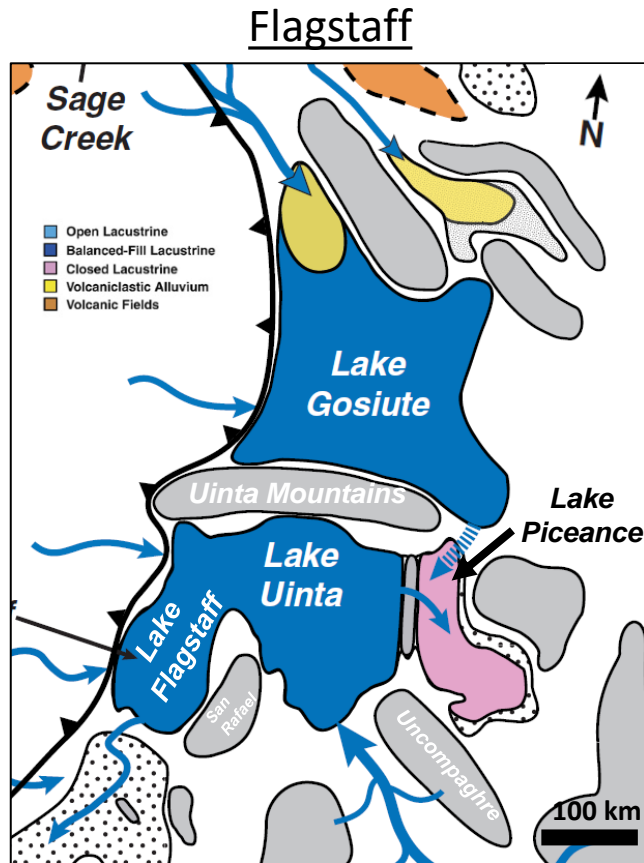 Flagstaff
Sage
Creek
N
Open Lacustrine
Balanced-Fill Lacustrine
Closed Lacustrine
Volcaniclastic Alluvium
Volcanic Fields
Lake
Gosiute
Uinta Mountains
Lake
Piceance
Lake
Uinta
Lake
Flagstaff
San
Rafael
Uncompaghre
100 km